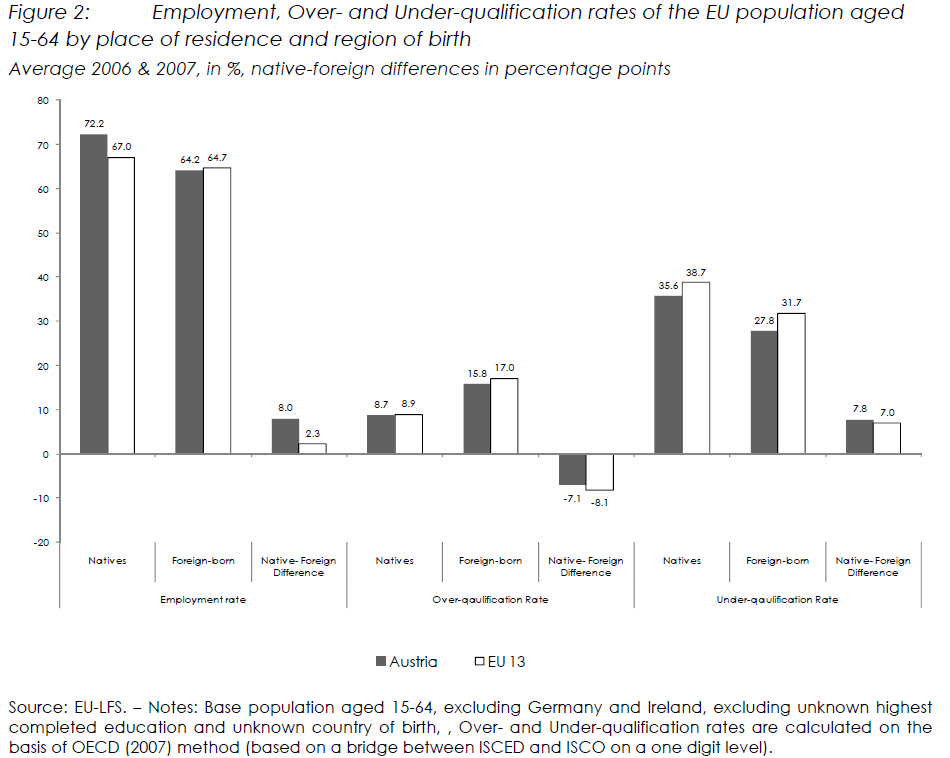 Figure 2: Employment, Over- and Under-qualification rates of the EU population aged
15-64 by place of residence and region of birth
Average 2006 & 2007, in %, native-foreign differences in percentage points
80
70
60
50
40
30
20
10
0
-10
-20
72.2
67.0
64.2
64.7
8.0
2.3
8.7
8.9
15.8
17.0
-7.1
-8.1
35.6
38.7
27.8
31.7
7.8
7.0
Natives
Foreign-born
Native- Foreign
Difference
Natives
Foreign-born
Native- Foreign
Difference
Natives
Foreign-born
Native- Foreign
Difference
Employment rate
Over-qaulification Rate
Under-qaulification Rate
Austria
EU 13
Source: EU-LFS. – Notes: Base population aged 15-64, excluding Germany and Ireland, excluding unknown highest
completed education and unknown country of birth, , Over- and Under-qualification rates are calculated on the
basis of OECD (2007) method (based on a bridge between ISCED and ISCO on a one digit level).